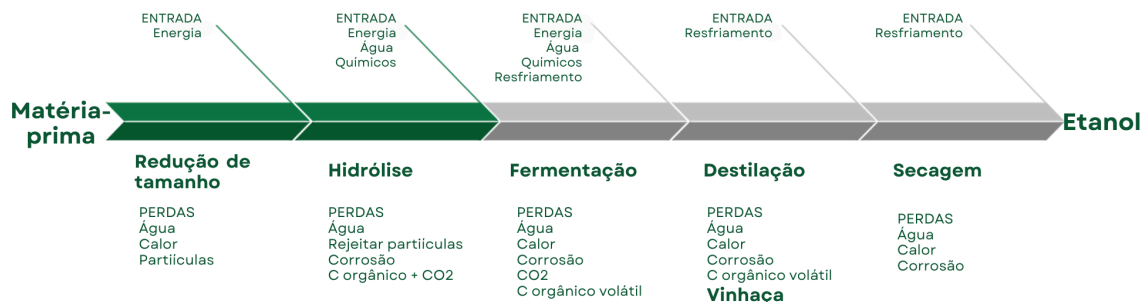 ENTRADA
Energia
ENTRADA
Energia
Água
Químicos
ENTRADA
Energia
Água
Químicos
Resfriamento
ENTRADA
Resfriamento
ENTRADA
Resfriamento
Matéria-
prima
Etanol
Redução de
tamanho
PERDAS
Água
Calor
Partiículas
Hidrólise
PERDAS
Água
Rejeitar partiículas
Corrosão
C orgânico + CO2
Fermentação
PERDAS
Água
Calor
Corrosão
CO2
C orgânico volátil
Destilação
PERDAS
Água
Calor
Corrosão
C orgânico volátil
Vinhaça
Secagem
PERDAS
Água
Calor
Corrosão